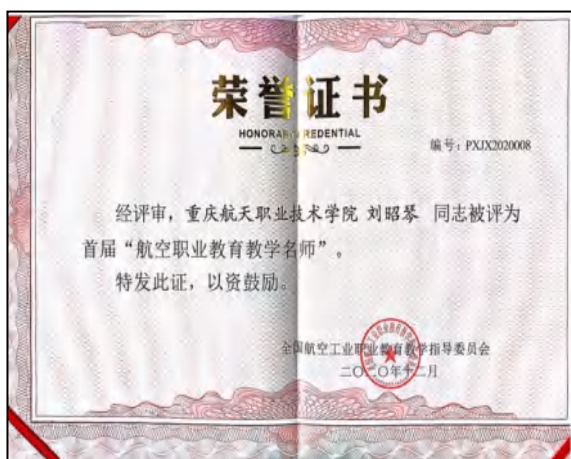 荣誉证书
HONORARY CREDENTIAL
编号：PXJX2020008
经评审，重庆航天职业技术学院 刘昭琴 同志被评为
首届“航空职业教育教学名师”。
特发此证，以资鼓励。
全国航空工业职业教育教学指导委员会
二〇二〇年十二月